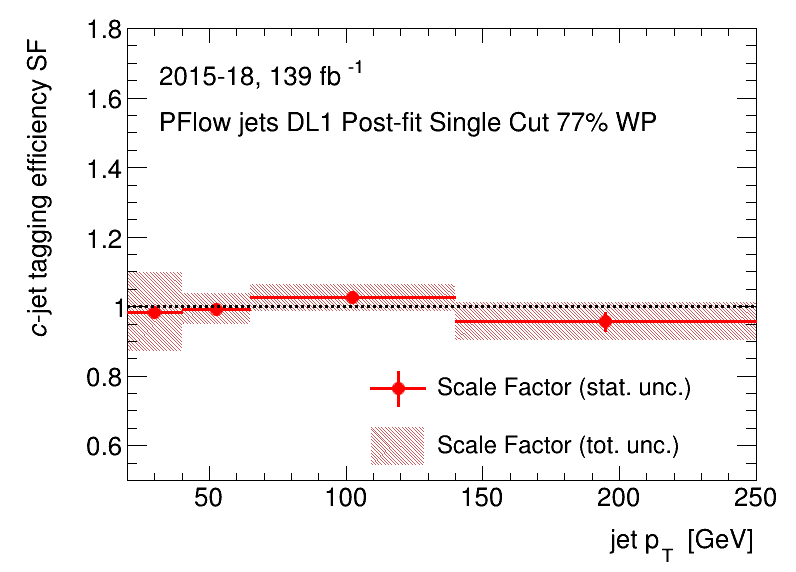 1.8
1.6
1.4
1.2
1
0.8
0.6
c-jet tagging efficiency SF
2015-18, 139 fb -1
PFlow jets DL1 Post-fit Single Cut 77% WP
Scale Factor (stat. unc.)
Scale Factor (tot. unc.)
50 100 150 200 250
jet p_T [GeV]